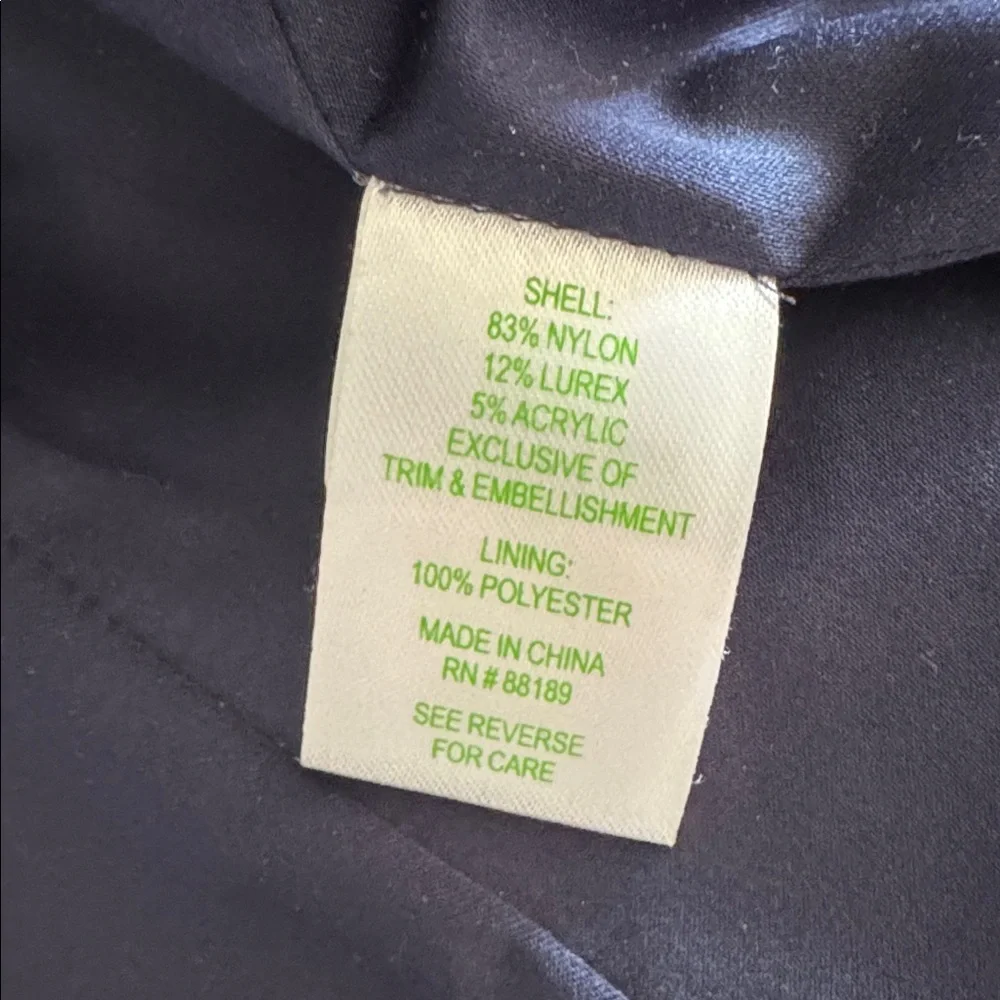 SHELL:
83% NYLON
12% LUREX
5% ACRYLIC
EXCLUSIVE OF
TRIM & EMBELLISHMENT
LINING:
100% POLYESTER
MADE IN CHINA
RN # 88189
SEE REVERSE
FOR CARE